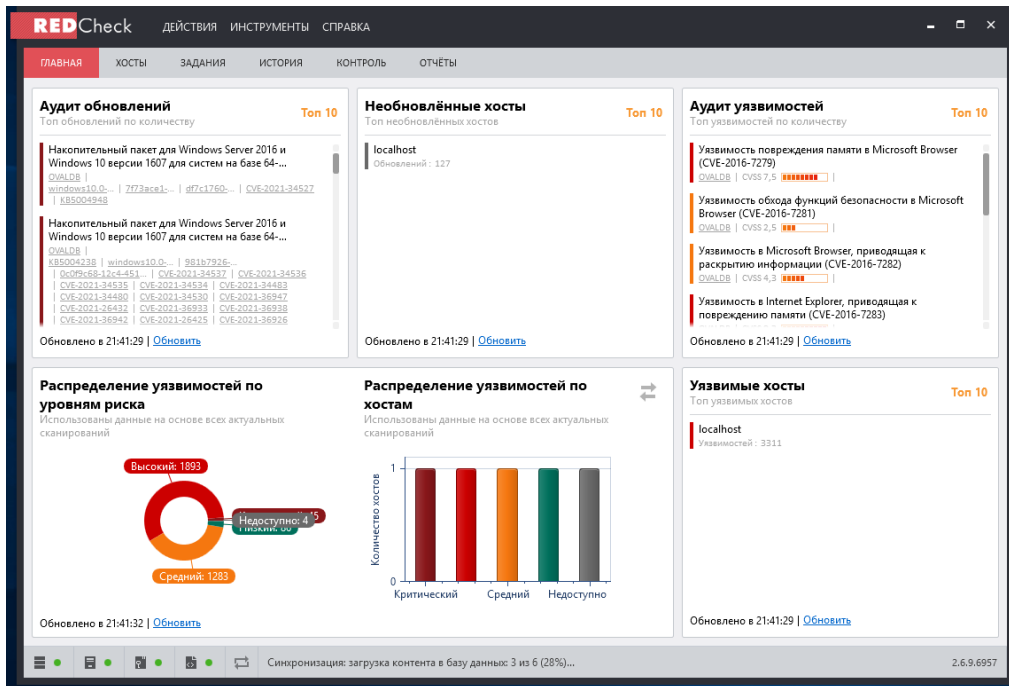 REDCheck ДЕЙСТВИЯ ИНСТРУМЕНТЫ СПРАВКА
ГЛАВНАЯ ХОСТЫ ЗАДАНИЯ ИСТОРИЯ КОНТРОЛЬ ОТЧЁТЫ
Аудит обновлений
Топ обновлений по количеству
Топ 10
Накопительный пакет для Windows Server 2016 и
Windows 10 версии 1607 для систем на базе 64-...
OVALDB |
windows10.0-... | 7f73ace1-... | df7c1760-... | CVE-2021-34527
| KB5004948
Накопительный пакет для Windows Server 2016 и
Windows 10 версии 1607 для систем на базе 64-...
OVALDB |
KB5004238 | windows10.0-... | 981b7926-...
| 0c0f9c68-12c4-451... | CVE-2021-34537 | CVE-2021-34536
| CVE-2021-34535 | CVE-2021-34534 | CVE-2021-34483
| CVE-2021-34480 | CVE-2021-34530 | CVE-2021-36947
| CVE-2021-26432 | CVE-2021-36933 | CVE-2021-36938
| CVE-2021-36942 | CVE-2021-26425 | CVE-2021-36926
Обновлено в 21:41:29 | Обновить
Необновлённые хосты
Топ необновлённых хостов
Топ 10
localhost
Обновлений : 127
Обновлено в 21:41:29 | Обновить
Аудит уязвимостей
Топ уязвимостей по количеству
Топ 10
Уязвимость повреждения памяти в Microsoft Browser
(CVE-2016-7279)
OVALDB | CVSS 7,5
Уязвимость обхода функций безопасности в Microsoft
Browser (CVE-2016-7281)
OVALDB | CVSS 2,5
Уязвимость в Microsoft Browser, приводящая к
раскрытию информации (CVE-2016-7282)
OVALDB | CVSS 4,3
Уязвимость в Internet Explorer, приводящая к
повреждению памяти (CVE-2016-7283)
Обновлено в 21:41:29 | Обновить
Распределение уязвимостей по
уровням риска
Использованы данные на основе всех актуальных
сканирований
Высокий: 1893
Недоступно: 4
Средний: 1283
Обновлено в 21:41:32 | Обновить
Распределение уязвимостей по
хостам
Использованы данные на основе всех актуальных
сканирований
Количество хостов
1
0
Критический Средний Недоступно
Уязвимые хосты
Топ уязвимых хостов
Топ 10
localhost
Уязвимостей : 3311
Обновлено в 21:41:29 | Обновить
Синхронизация: загрузка контента в базу данных: 3 из 6 (28%)...
2.6.9.6957